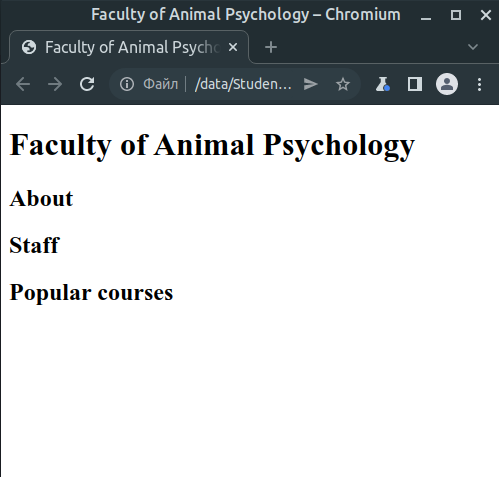 Faculty of Animal Psychology – Chromium
Faculty of Animal Psycho
Файл /data/Studen...
Faculty of Animal Psychology
About
Staff
Popular courses